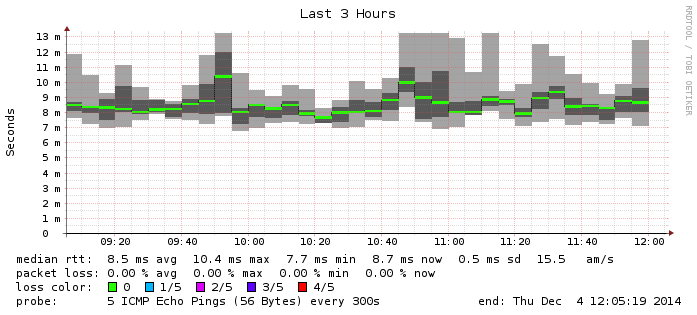 Last 3 Hours
RRDTOOL / TOBI OETIKER
Seconds
13 m
12 m
11 m
10 m
9 m
8 m
7 m
6 m
5 m
4 m
3 m
2 m
1 m
0
09:20 09:40 10:00 10:20 10:40 11:00 11:20 11:40 12:00
median rtt: 8.5 ms avg 10.4 ms max 7.7 ms min 8.7 ms now 0.5 ms sd 15.5 am/s
packet loss: 0.00 % avg 0.00 % max 0.00 % min 0.00 % now
loss color: 0 1/5 2/5 3/5 4/5
probe: 5 ICMP Echo Pings (56 Bytes) every 300s end: Thu Dec 4 12:05:19 2014